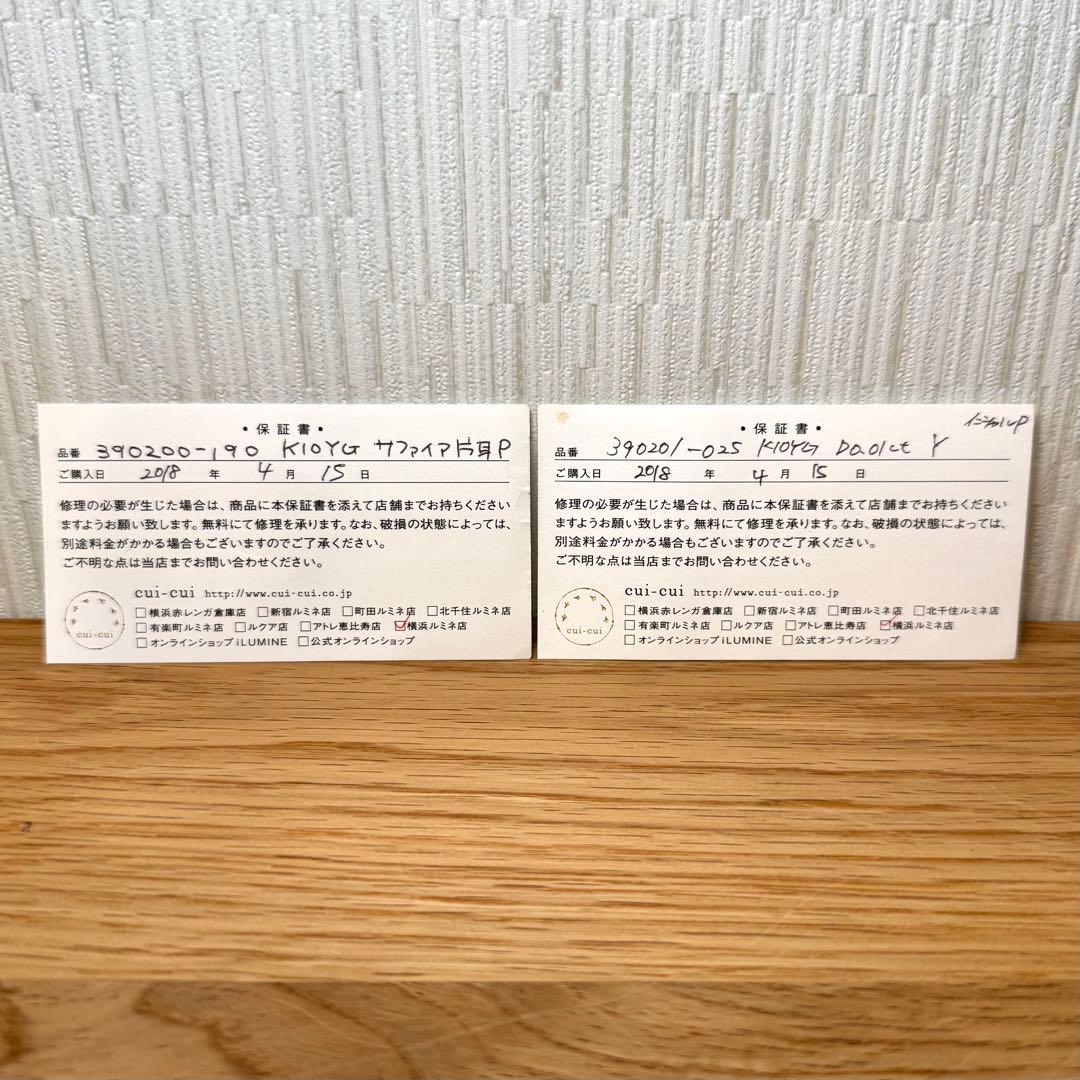 ・保証書・
品番 390200-190 K10YG サファイア片耳P
ご購入日 2018 年 4 月 15 日
修理の必要が生じた場合は、商品に本保証書を添えて店舗までお持ちください
ますようお願い致します。無料にて修理を承ります。なお、破損の状態によっては、
別途料金がかかる場合もございますのでご了承ください。
ご不明な点は当店までお問い合わせください。
cui-cui http://www.cui-cui.co.jp
□横浜赤レンガ倉庫店 □新宿ルミネ店 □町田ルミネ店 □北千住ルミネ店
□有楽町ルミネ店 □ルクア店 □アトレ恵比寿店 ☑横浜ルミネ店
□オンラインショップ iLUMINE □公式オンラインショップ
cui-cui
・保証書・
イニシャルP
品番 390201-025 K10YG D0.01ct Y
ご購入日 2018 年 4 月 15 日
修理の必要が生じた場合は、商品に本保証書を添えて店舗までお持ちください
ますようお願い致します。無料にて修理を承ります。なお、破損の状態によっては、
別途料金がかかる場合もございますのでご了承ください。
ご不明な点は当店までお問い合わせください。
cui-cui http://www.cui-cui.co.jp
□横浜赤レンガ倉庫店 □新宿ルミネ店 □町田ルミネ店 □北千住ルミネ店
□有楽町ルミネ店 □ルクア店 □アトレ恵比寿店 ☑横浜ルミネ店
□オンラインショップ iLUMINE □公式オンラインショップ
cui-cui